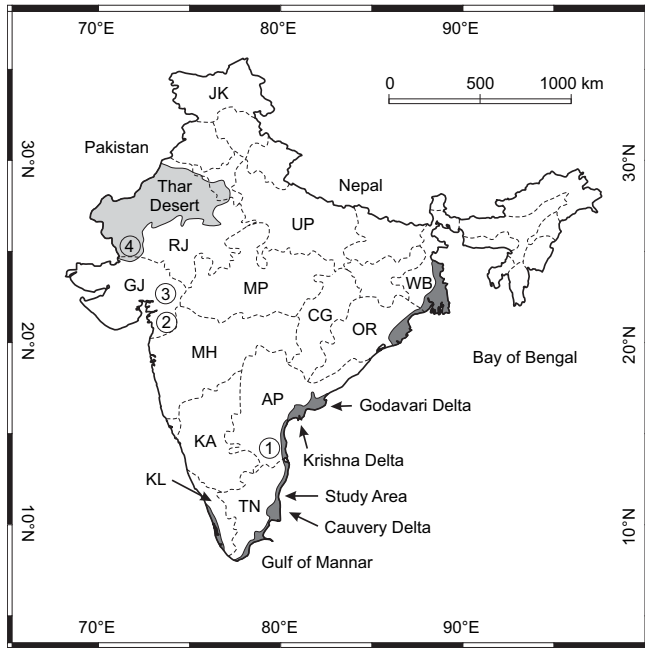 70°E
80°E
90°E
JK
0
500
1000 km
30°N
Pakistan
30°N
Nepal
Thar
Desert
UP
4
RJ
GJ
3
MP
WB
2
CG
OR
20°N
MH
20°N
Bay of Bengal
AP
Godavari Delta
KA
1
Krishna Delta
KL
Study Area
TN
10°N
Cauvery Delta
10°N
Gulf of Mannar
70°E
80°E
90°E